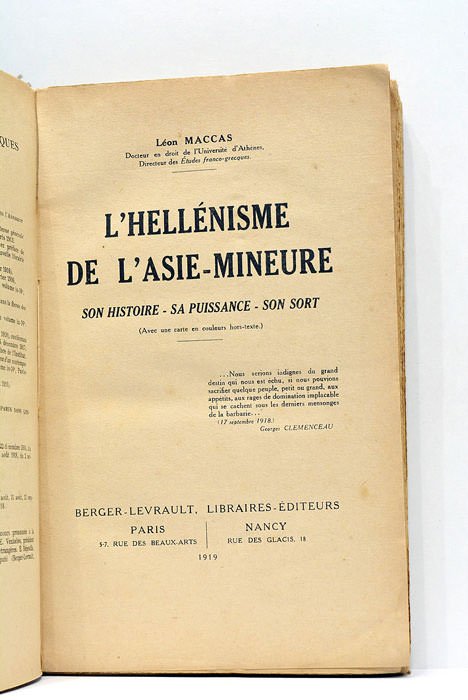 QUES
Léon MACCAS
Docteur en droit de l'Université d'Athènes,
Directeur des Études franco-grecques.
L'HELLÉNISME
DE L'ASIE-MINEURE
SON HISTOIRE - SA PUISSANCE - SON SORT
(Avec une carte en couleurs hors-texte.)
...Nous serions indignes du grand
destin qui nous est échu, si nous pouvions
sacrifier quelque peuple, petit ou grand, aux
appétits, aux rages de domination implacable
qui se cachent sous les derniers mensonges
de la barbarie...
(17 septembre 1918.)
Georges CLEMENCEAU
BERGER-LEVRAULT, LIBRAIRES-ÉDITEURS
PARIS
5-7, RUE DES BEAUX-ARTS
NANCY
RUE DES GLACIS, 18
1919